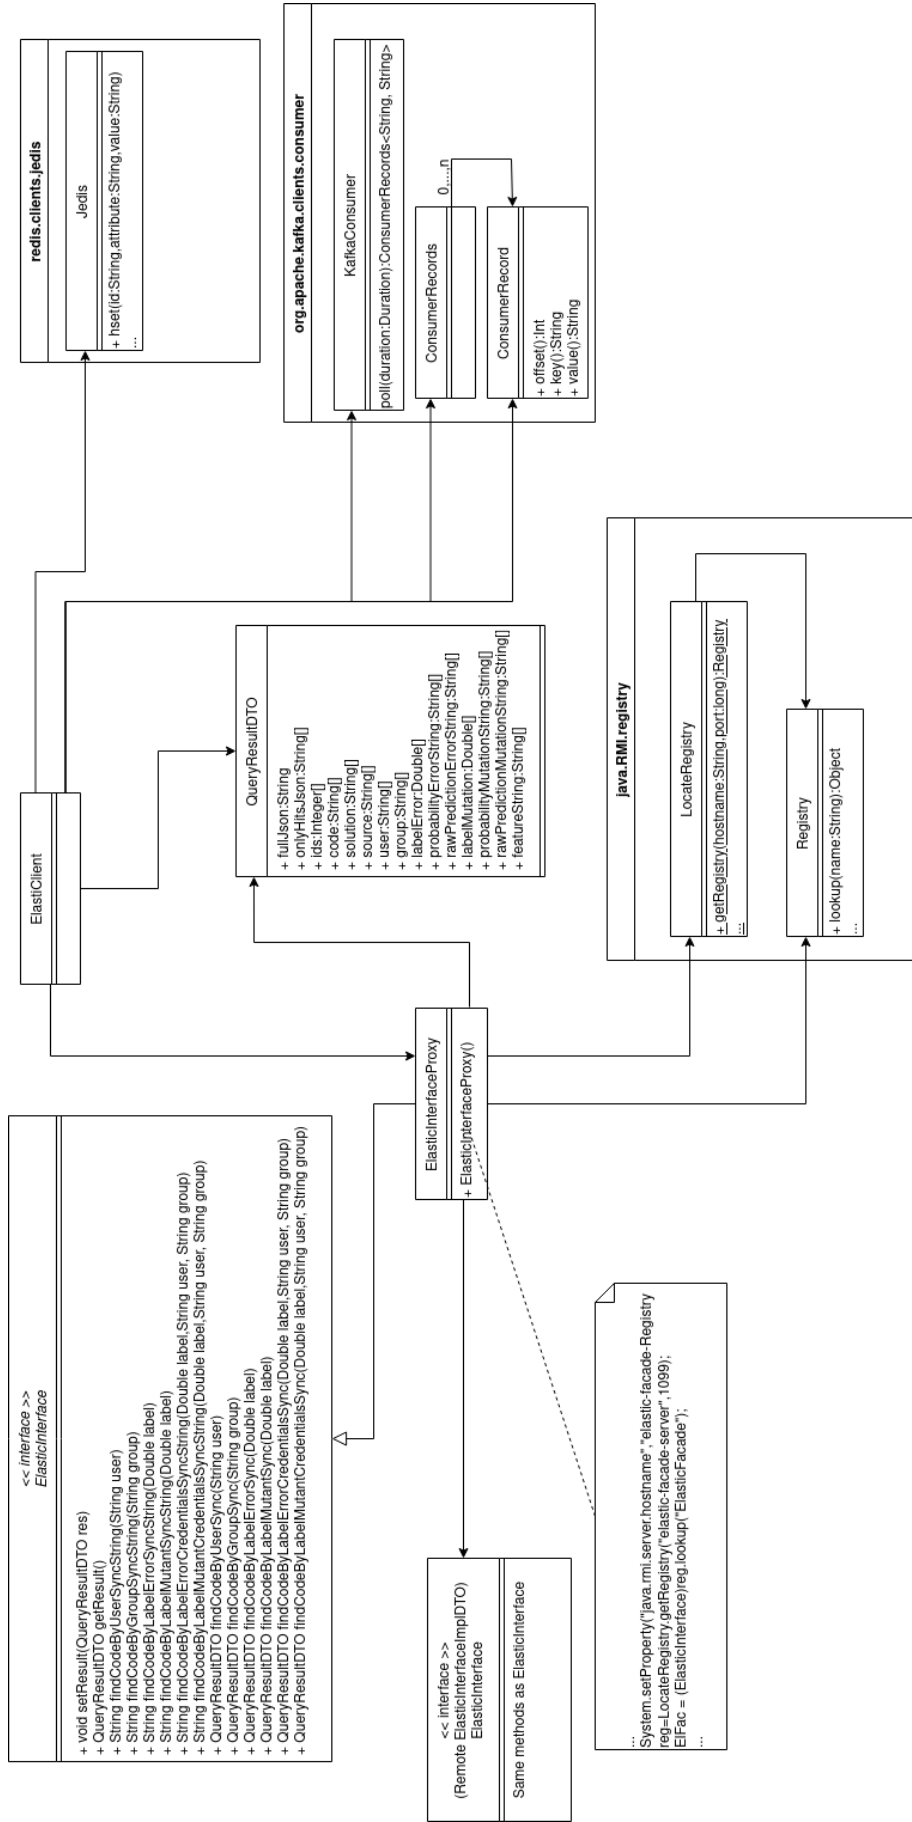 << interface >>
ElasticInterface
+ void setResult(QueryResultDTO res)
+ QueryResultDTO getResult()
+ String findCodeByUserSyncString(String user)
+ String findCodeByGroupSyncString(String group)
+ String findCodeByLabelErrorSyncString(Double label)
+ String findCodeByLabelMutantSyncString(Double label)
+ String findCodeByLabelErrorCredentialsSyncString(Double label,String user, String group)
+ String findCodeByLabelMutantCredentialsSyncString(Double label,String user, String group)
+ QueryResultDTO findCodeByUserSync(String user)
+ QueryResultDTO findCodeByGroupSync(String group)
+ QueryResultDTO findCodeByLabelErrorSync(Double label)
+ QueryResultDTO findCodeByLabelMutantSync(Double label)
+ QueryResultDTO findCodeByLabelErrorCredentialsSync(Double label,String user, String group)
+ QueryResultDTO findCodeByLabelMutantCredentialsSync(Double label,String user, String group)
ElastiClient
redis.clients.jedis
Jedis
+ hset(id:String,attribute:String,value:String)
...
QueryResultDTO
+ fullJson:String
+ onlyHitsJson:String[]
+ ids:Integer[]
+ code:String[]
+ solution:String[]
+ source:String[]
+ user:String[]
+ group:String[]
+ labelError:Double[]
+ probabilityErrorString:String[]
+ rawPredictionErrorString:String[]
+ labelMutation:Double[]
+ probabilityMutationString:String[]
+ rawPredictionMutationString:String[]
+ featureString:String[]
org.apache.kafka.clients.consumer
KafkaConsumer
poll(duration:Duration):ConsumerRecords<String, String>
ConsumerRecords
0,...,n
ConsumerRecord
+ offset():Int
+ key():String
+ value():String
<< interface >>
(Remote ElasticInterfaceImplDTO)
ElasticInterface
Same methods as ElasticInterface
ElasticInterfaceProxy
+ ElasticInterfaceProxy()
...
System.setProperty("java.rmi.server.hostname","elastic-facade-Registry
reg=LocateRegistry.getRegistry("elastic-facade-server",1099);
ElFac = (ElasticInterface)reg.lookup("ElasticFacade");
...
java.RMI.registry
LocateRegistry
+ getRegistry(hostname:String,port:long):Registry
...
Registry
+ lookup(name:String):Object
...